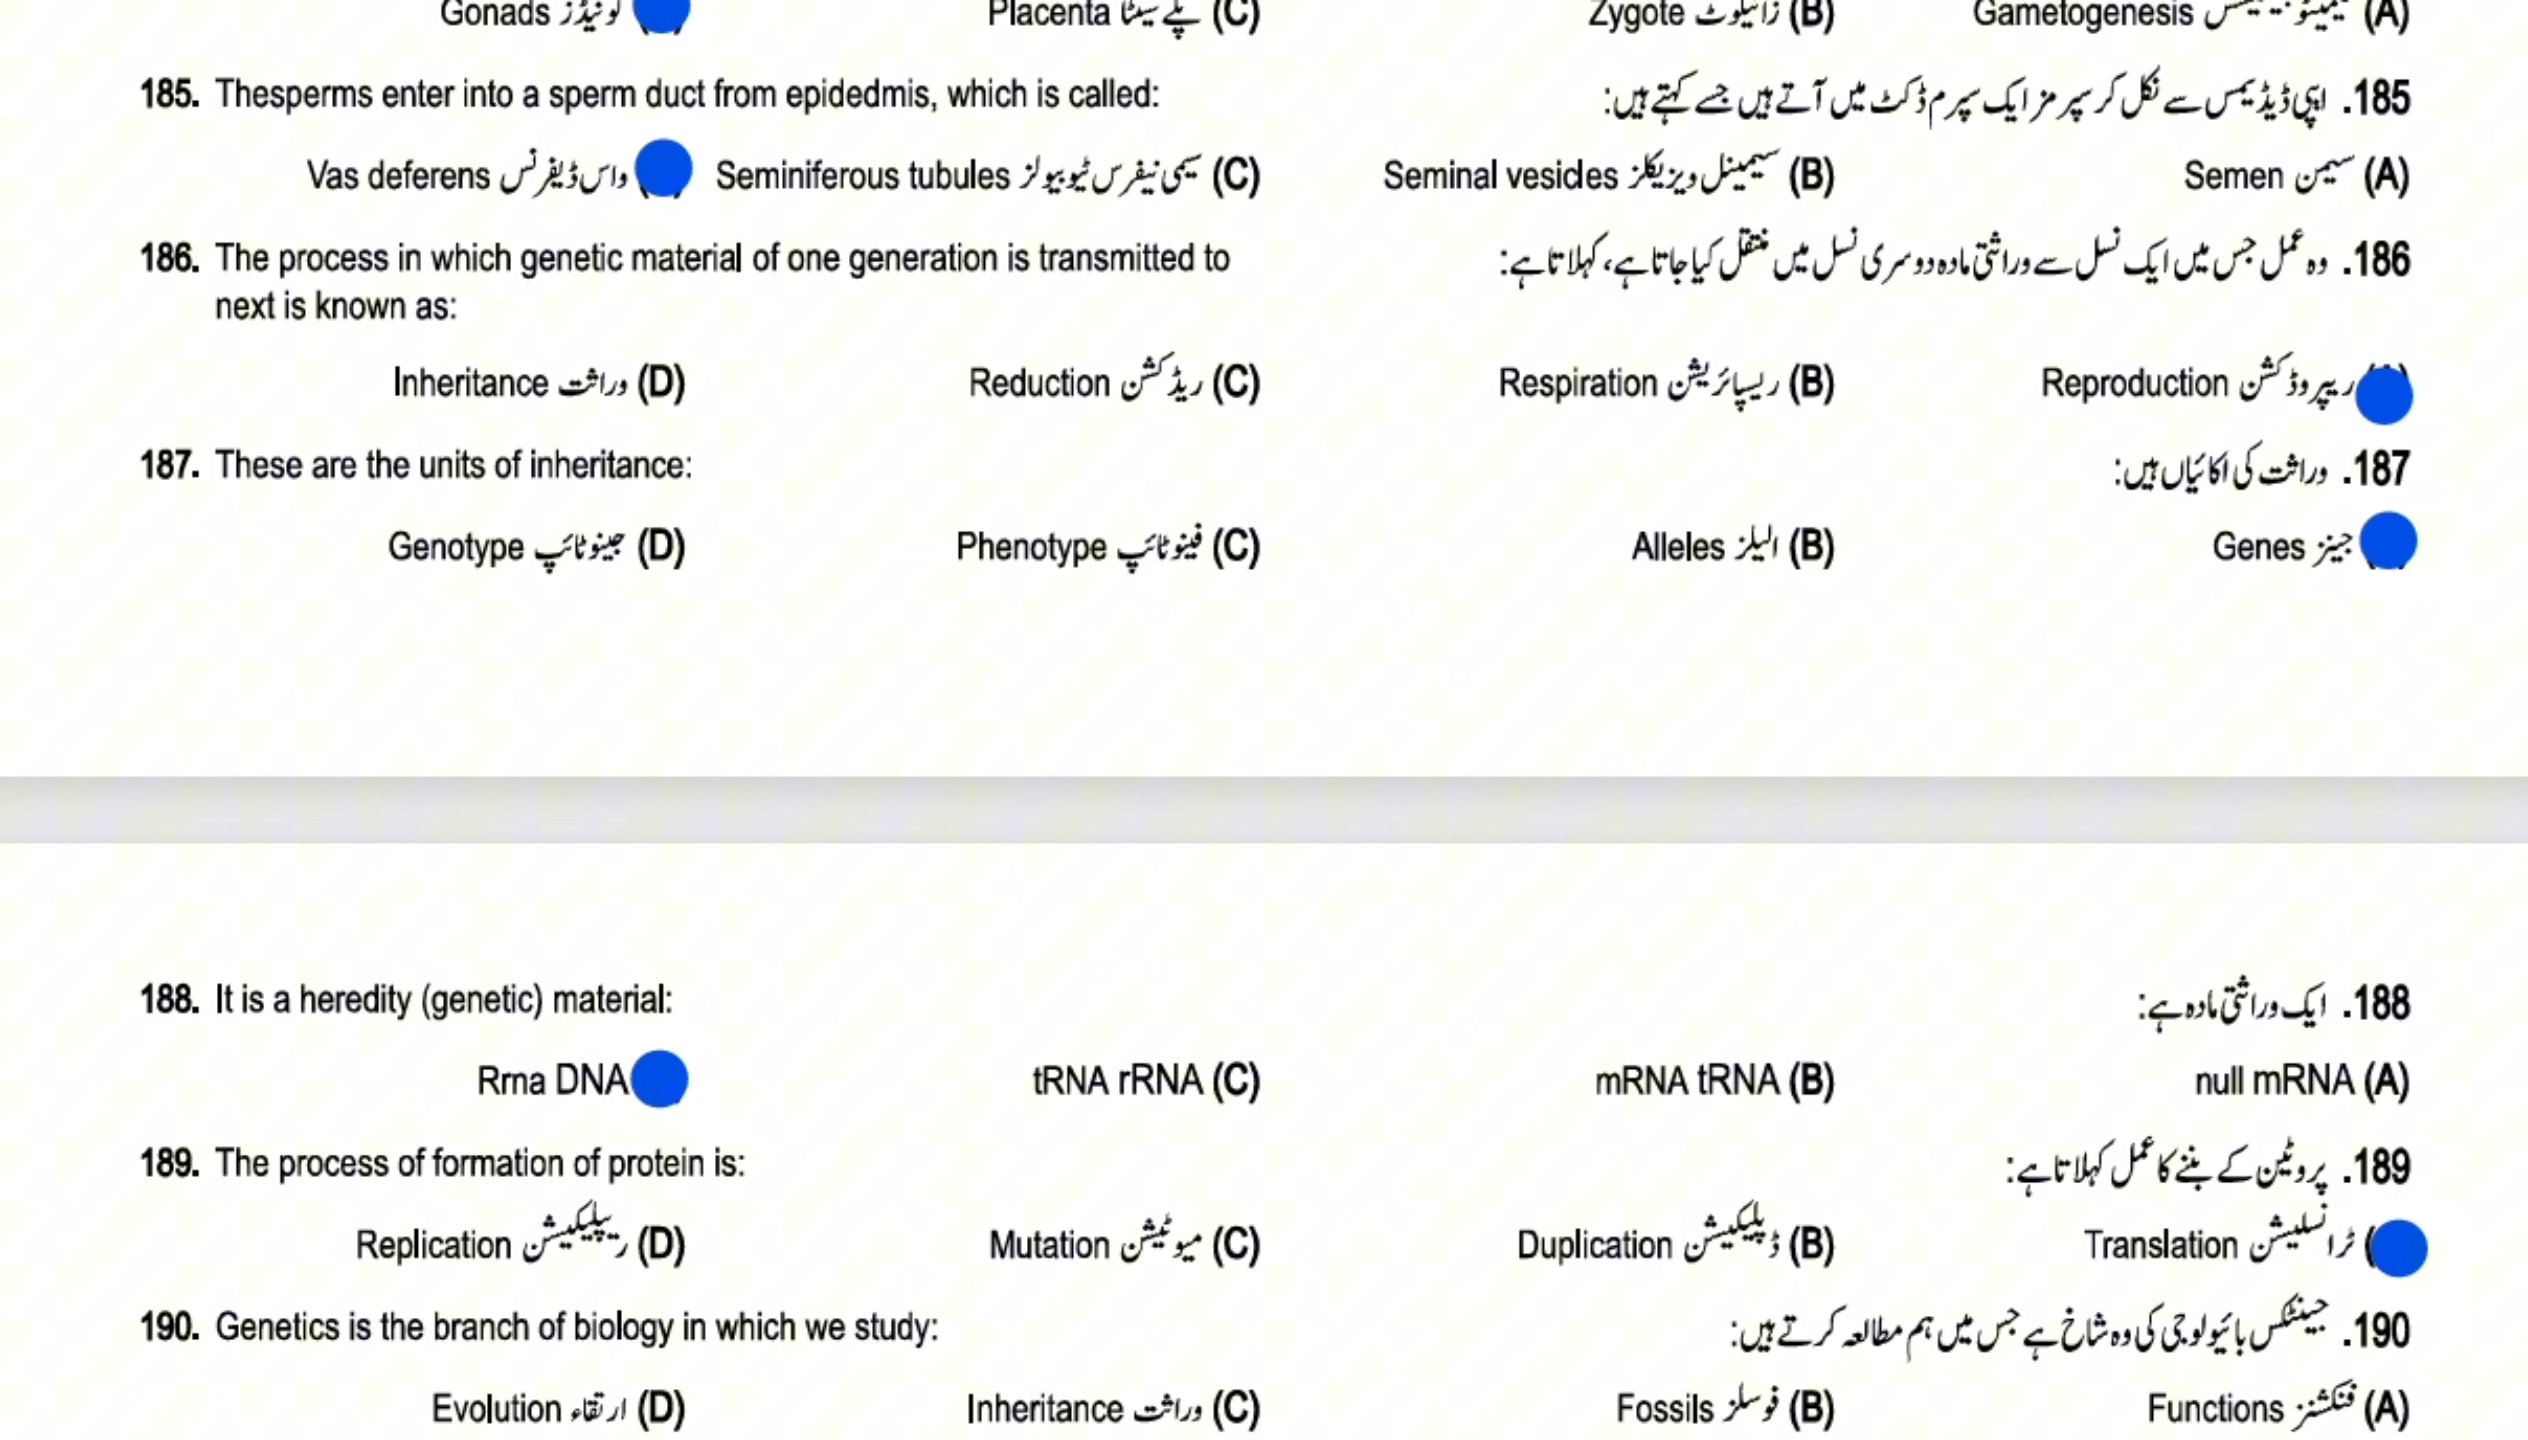 Gonads گونیڈز Placenta پلے سینٹا (C) Zygote زائیگوٹ (B) Gametogenesis (A)
185. Thesperms enter into a sperm duct from epidedmis, which is called: 185. اپی ڈیڈیمس سے نکل کر سپرمز ایک سپرم ڈکٹ میں آتے ہیں جسے کہتے ہیں:
Vas deferens واس ڈیفرنس Seminiferous tubules سیمی نیفرس ٹیوبیولز (C) Seminal vesicles سیمینل ویزیکلز (B) Semen سیمن (A)
186. The process in which genetic material of one generation is transmitted to 186. وہ عمل جس میں ایک نسل سے وراثتی مادہ دوسری نسل میں منتقل کیا جاتا ہے، کہلاتا ہے:
next is known as:
Inheritance وراثت (D) Reduction ریڈکشن (C) Respiration ریسپائریشن (B) Reproduction ریپروڈکشن
187. These are the units of inheritance: 187. وراثت کی اکائیاں ہیں:
Genotype جینوٹائپ (D) Phenotype فینوٹائپ (C) Alleles الیلز (B) Genes جینز
188. It is a heredity (genetic) material: 188. ایک وراثتی مادہ ہے:
Rrna DNA tRNA rRNA (C) mRNA tRNA (B) null mRNA (A)
189. The process of formation of protein is: 189. پروٹین کے بننے کا عمل کہلاتا ہے:
Replication ریپلیکیشن (D) Mutation میوٹیشن (C) Duplication ڈپلیکیشن (B) Translation ٹرانسلیشن (
190. Genetics is the branch of biology in which we study: 190. جینیٹکس بائیولوجی کی وہ شاخ ہے جس میں ہم مطالعہ کرتے ہیں:
Evolution ارتقاء (D) Inheritance وراثت (C) Fossils فوسلز (B) Functions فنکشنز (A)